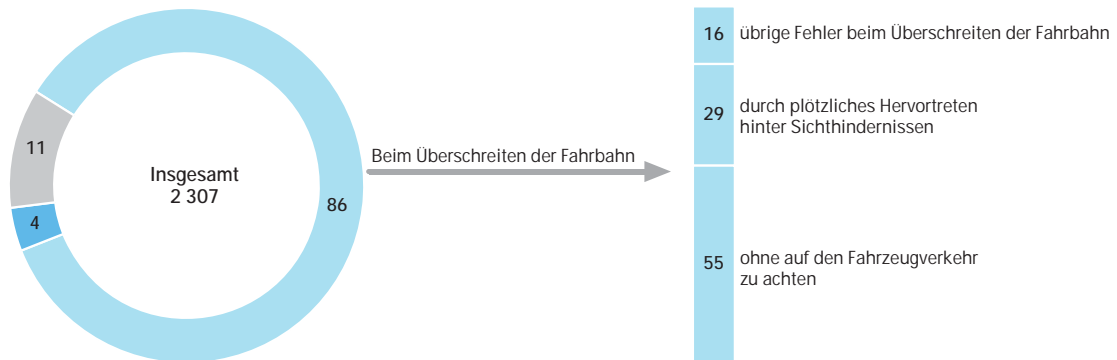 16 übrige Fehler beim Überschreiten der Fahrbahn
29 durch plötzliches Hervortreten
hinter Sichthindernissen
11
Insgesamt
2 307
Beim Überschreiten der Fahrbahn
86
4
55 ohne auf den Fahrzeugverkehr
zu achten